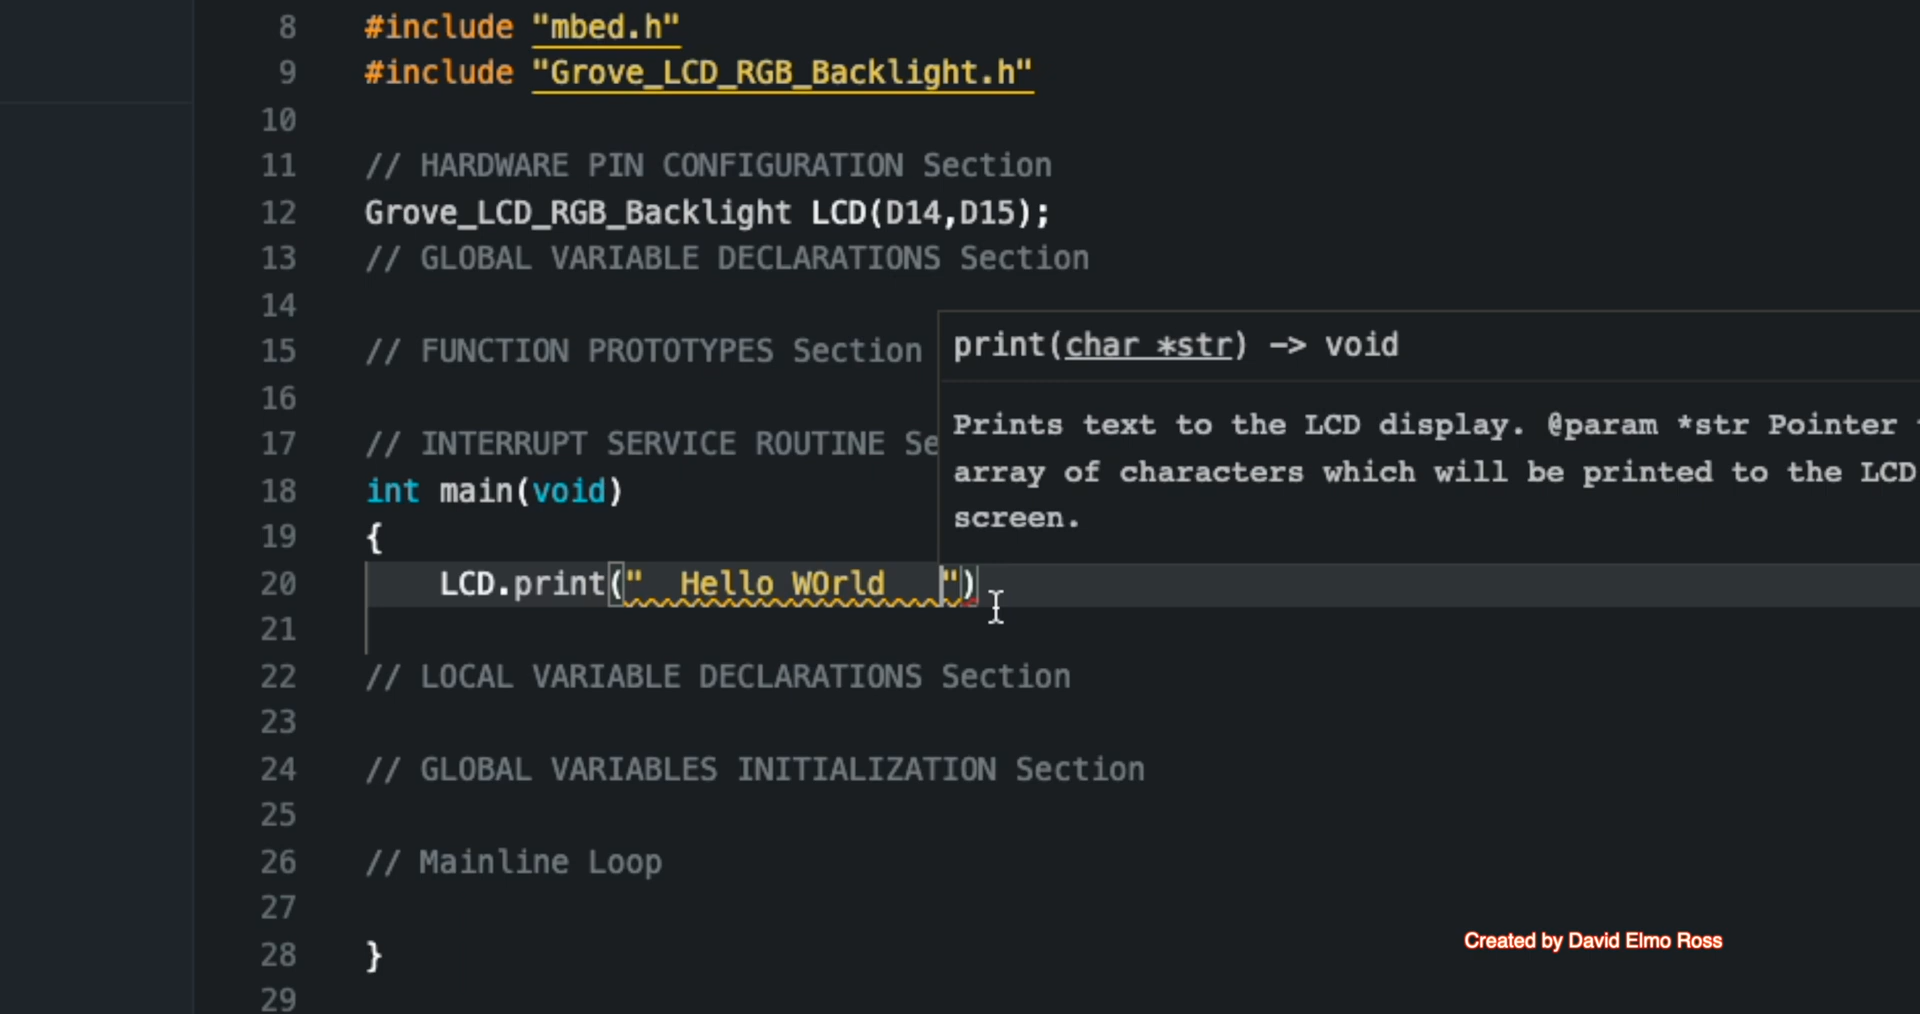 8 #include "mbed.h"
9 #include "Grove_LCD_RGB_Backlight.h"
10
11 // HARDWARE PIN CONFIGURATION Section
12 Grove_LCD_RGB_Backlight LCD(D14,D15);
13 // GLOBAL VARIABLE DECLARATIONS Section
14
15 // FUNCTION PROTOTYPES Section
print(char *str) -> void
16
Prints text to the LCD display. @param *str Pointer
17 // INTERRUPT SERVICE ROUTINE Se
array of characters which will be printed to the LCD
18 int main(void)
screen.
19 {
20 LCD.print("  Hello WOrld   ")
21
22 // LOCAL VARIABLE DECLARATIONS Section
23
24 // GLOBAL VARIABLES INITIALIZATION Section
25
26 // Mainline Loop
27
Created by David Elmo Ross
28 }
29